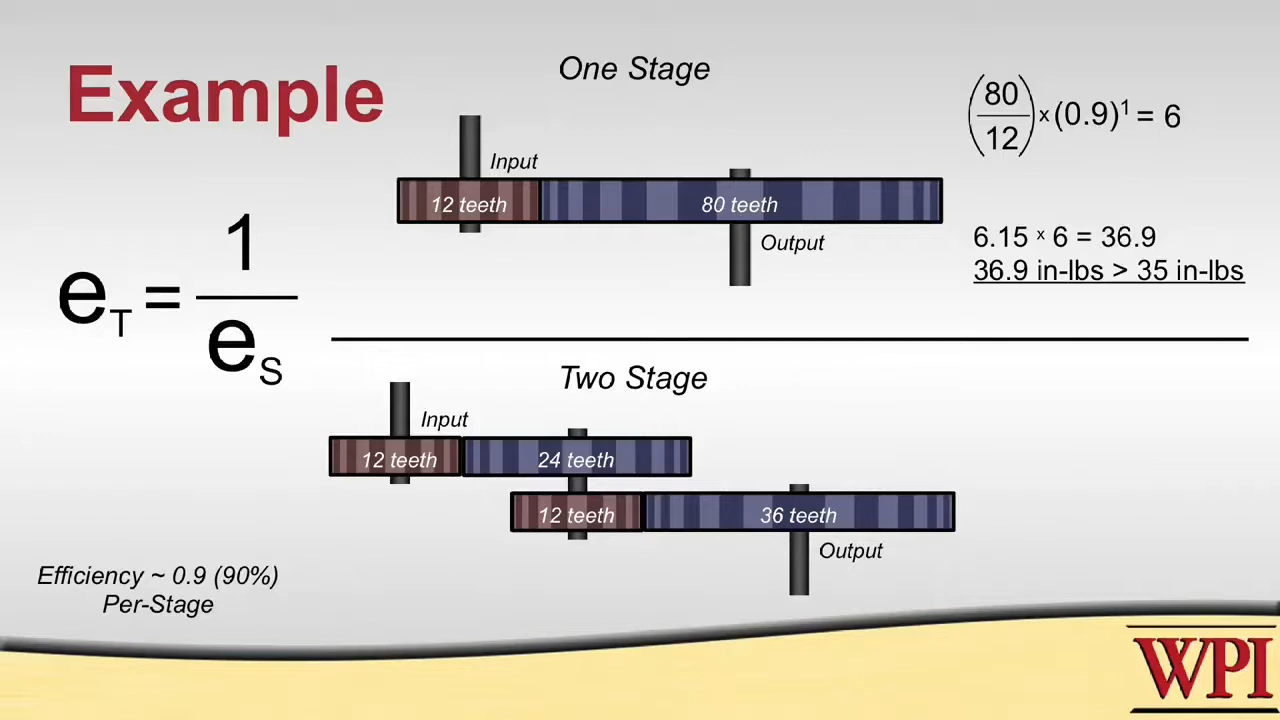 Example
One Stage
Input
12 teeth
80 teeth
Output
(80/12) x (0.9)¹ = 6
6.15 x 6 = 36.9
36.9 in-lbs > 35 in-lbs
e_T = 1/e_S
Two Stage
Input
12 teeth
24 teeth
12 teeth
36 teeth
Output
Efficiency ~ 0.9 (90%)
Per-Stage
WPI